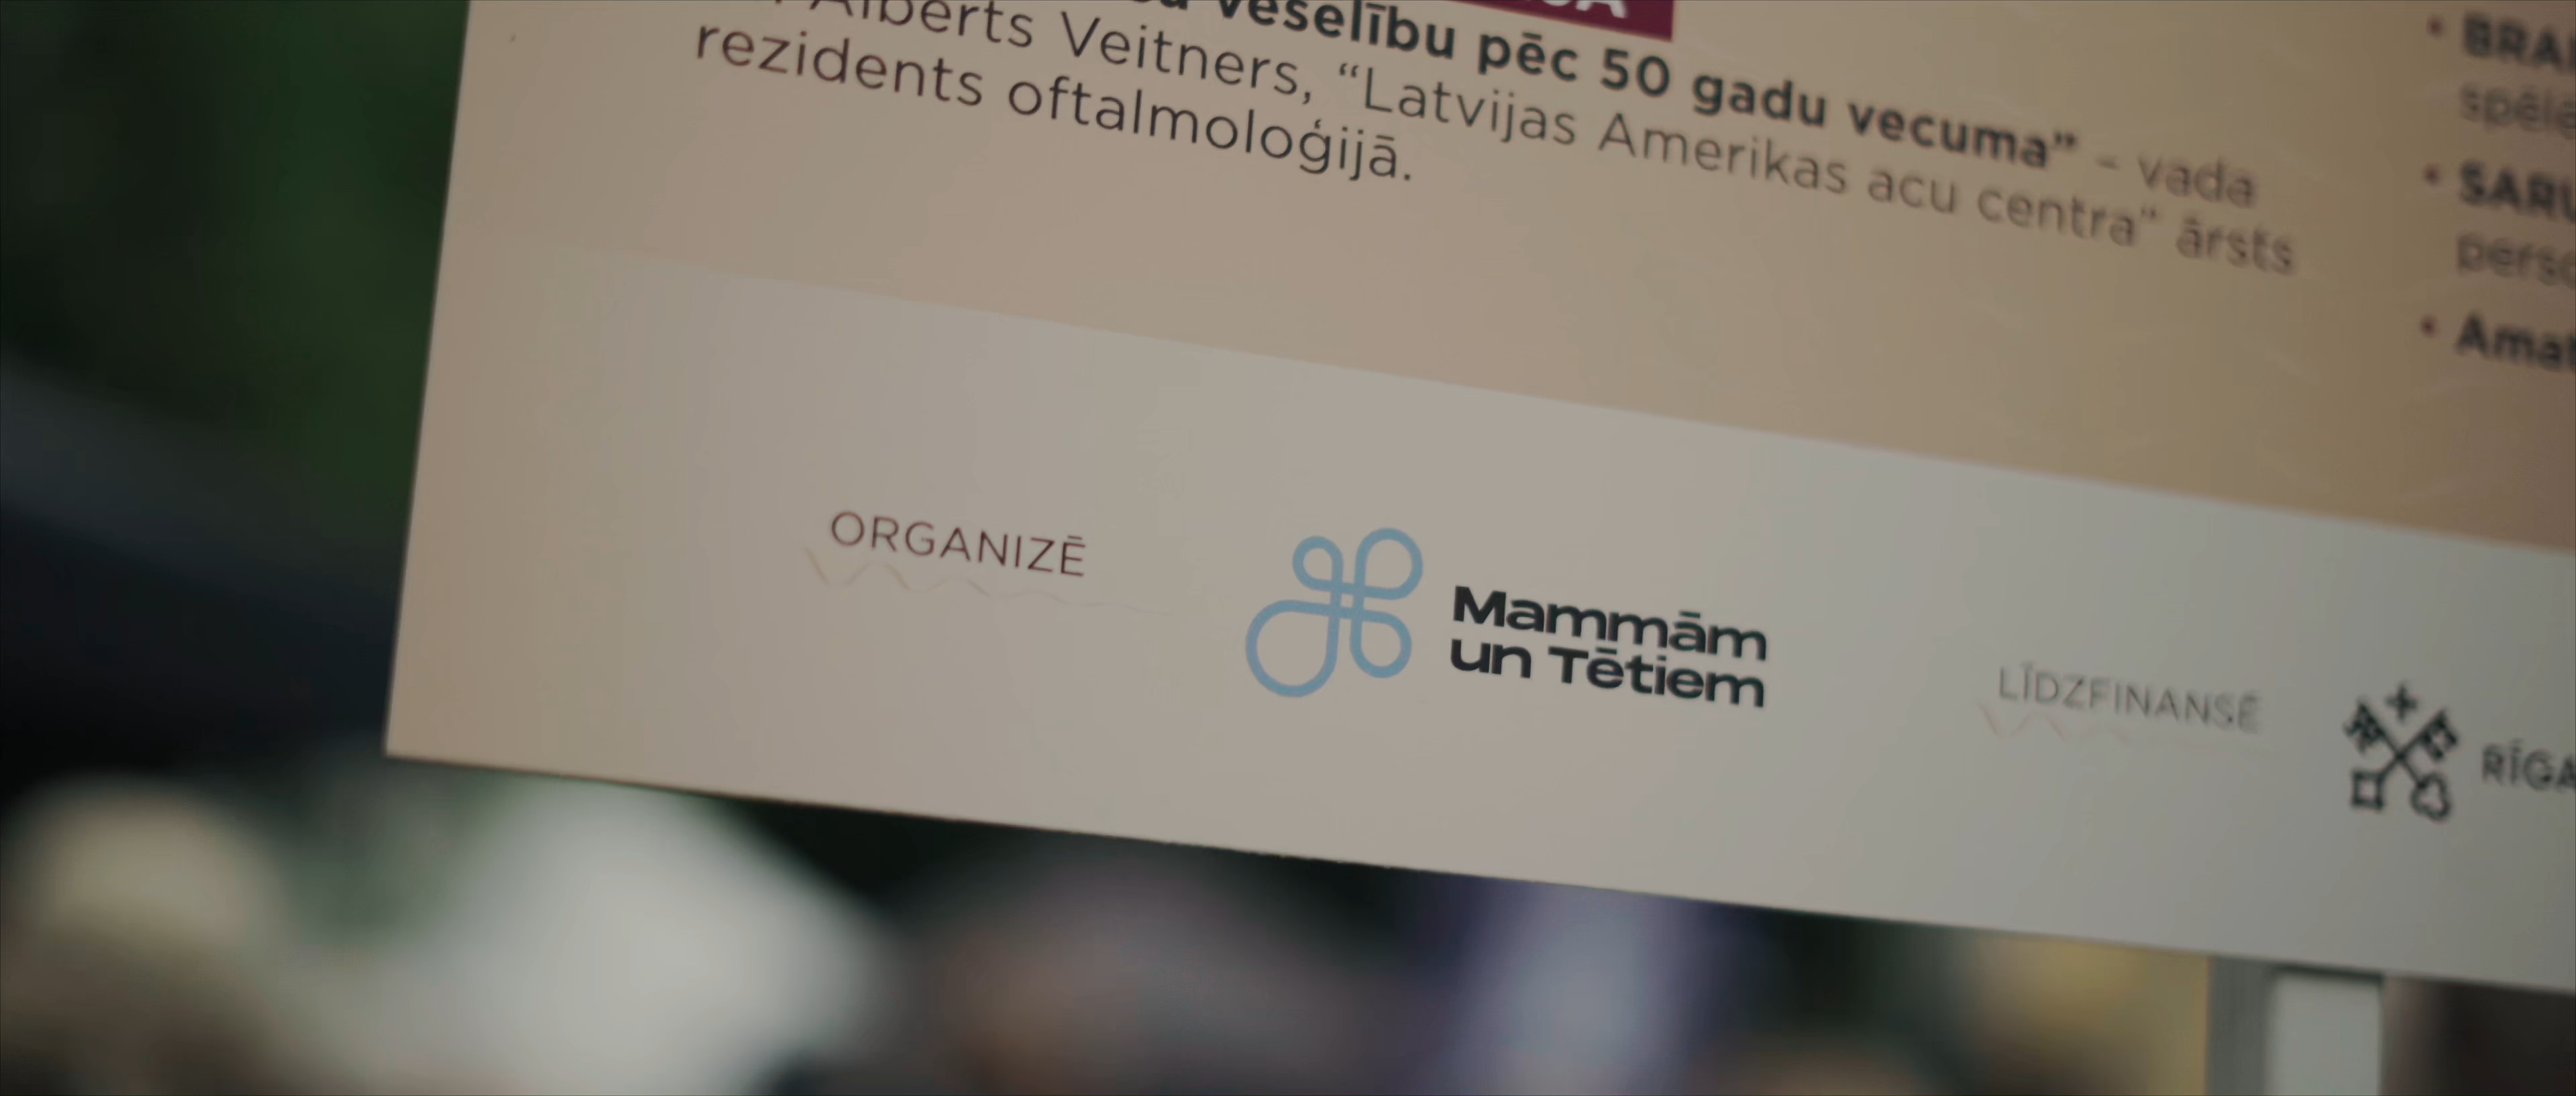 veselību pēc 50 gadu vecuma” – vada
Alberts Veitners, “Latvijas Amerikas acu centra” ārsts
rezidents oftalmoloģijā.
ORGANIZĒ
Mammām
un Tētiem
LĪDZFINANSĒ